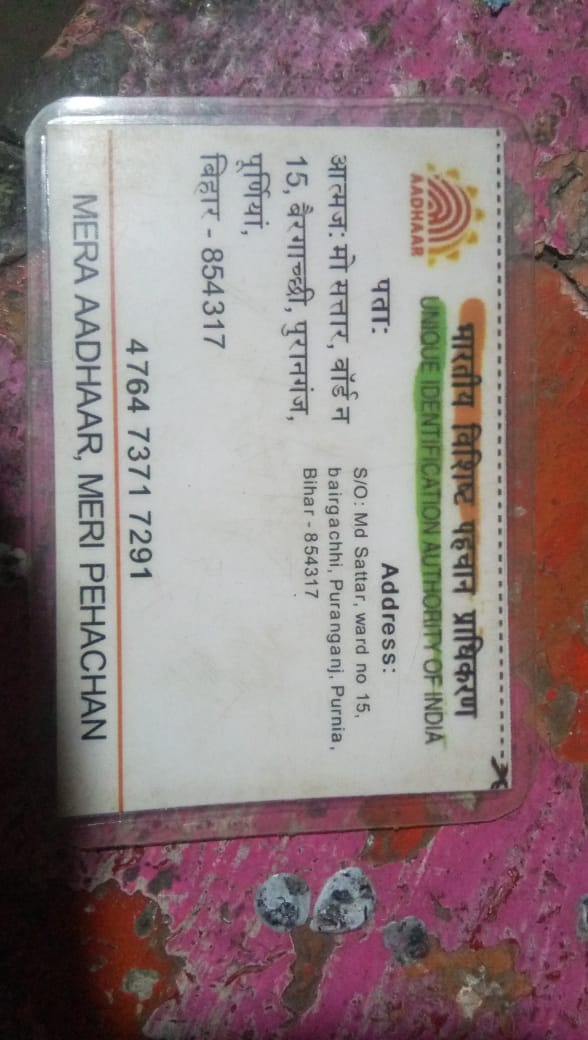 भारतीय विशिष्ट पहचान प्राधिकरण
UNIQUE IDENTIFICATION AUTHORITY OF INDIA
AADHAAR
पता:
आत्मज: मो सत्तार, वॉर्ड न
15, बैरगाच्छी, पुरानगंज,
पूर्णियां,
बिहार - 854317
Address:
S/O: Md Sattar, ward no 15,
bairgachhi, Puranganj, Purnia,
Bihar - 854317
4764 7371 7291
MERA AADHAAR, MERI PEHACHAN